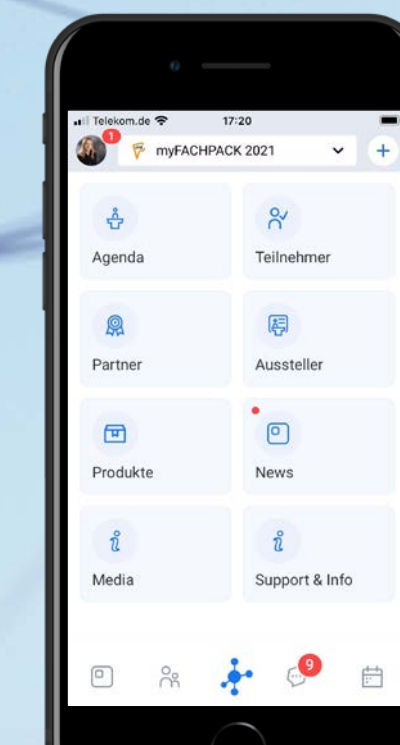 Telekom.de 17:20
1
myFACHPACK 2021
Agenda Teilnehmer
Partner Aussteller
Produkte News
Media Support & Info
9